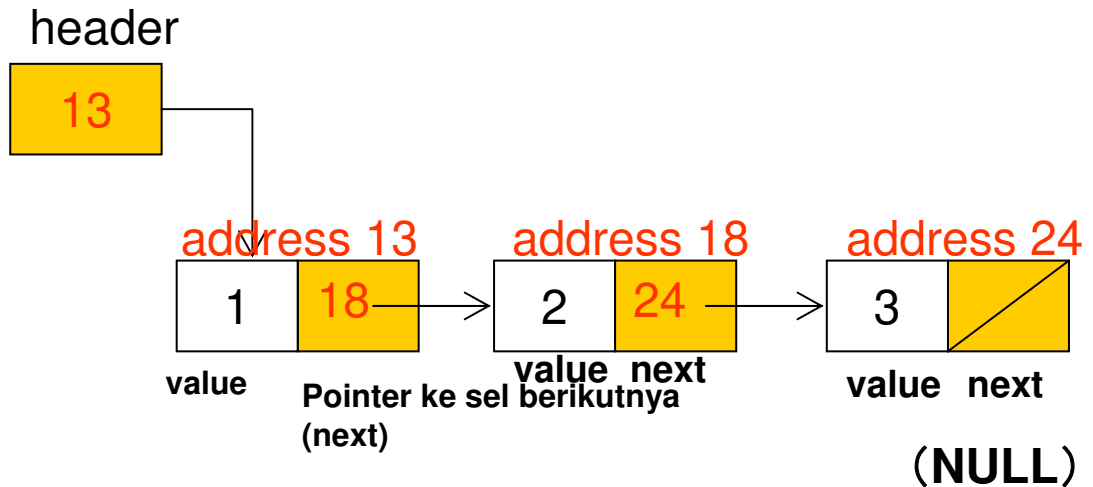 header
13
address 13 address 18 address 24
1 18 2 24 3
value next
value
Pointer ke sel berikutnya
(next)
value next
（NULL）